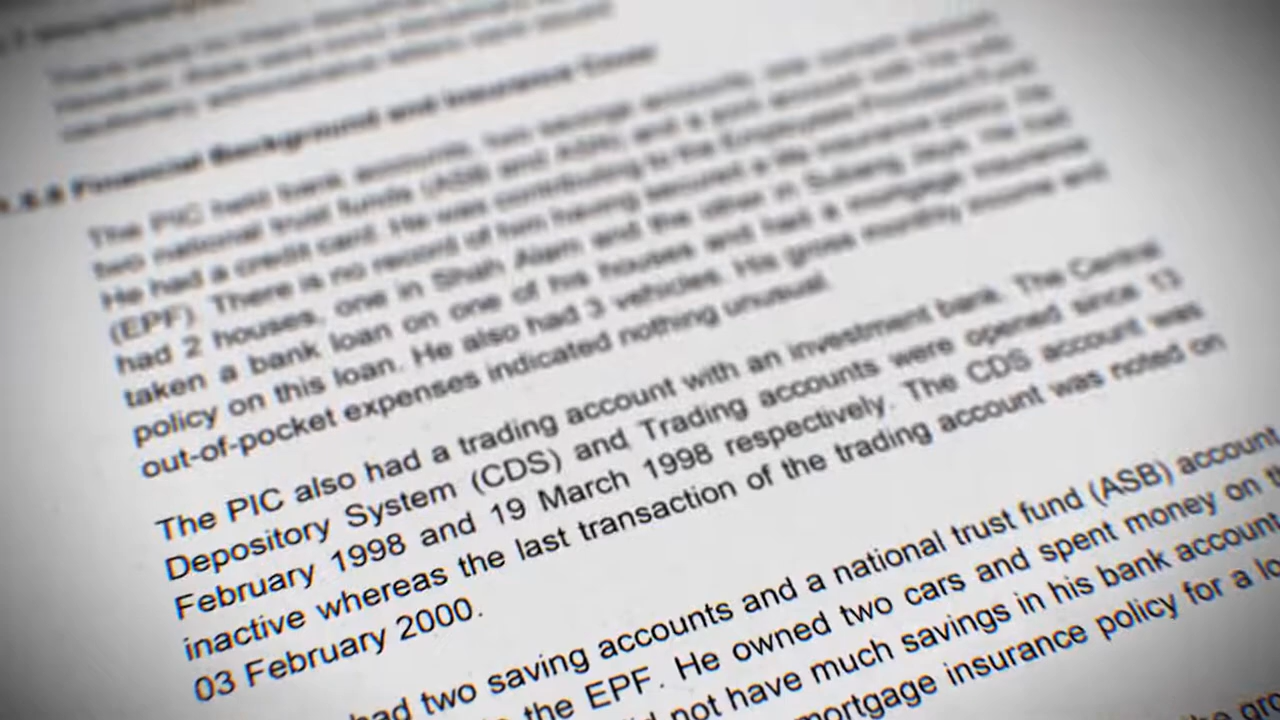 Financial Background and Insurance Cover
The PIC held bank accounts, two savings accounts, one current account,
two national trust funds (ASB and ASN), and a joint account with his wife.
He had a credit card. He was contributing to the Employees Provident Fund
(EPF). There is no record of him having secured a life insurance policy. He
had 2 houses, one in Shah Alam and the other in Subang Jaya. He had
taken a bank loan on one of his houses and had a mortgage insurance
policy on this loan. He also had 3 vehicles. His gross monthly income and
out-of-pocket expenses indicated nothing unusual.
The PIC also had a trading account with an investment bank. The Central
Depository System (CDS) and Trading accounts were opened since 13
February 1998 and 19 March 1998 respectively. The CDS account was
inactive whereas the last transaction of the trading account was noted on
03 February 2000.
had two saving accounts and a national trust fund (ASB) account
the EPF. He owned two cars and spent money on
not have much savings in his bank account
mortgage insurance policy for a